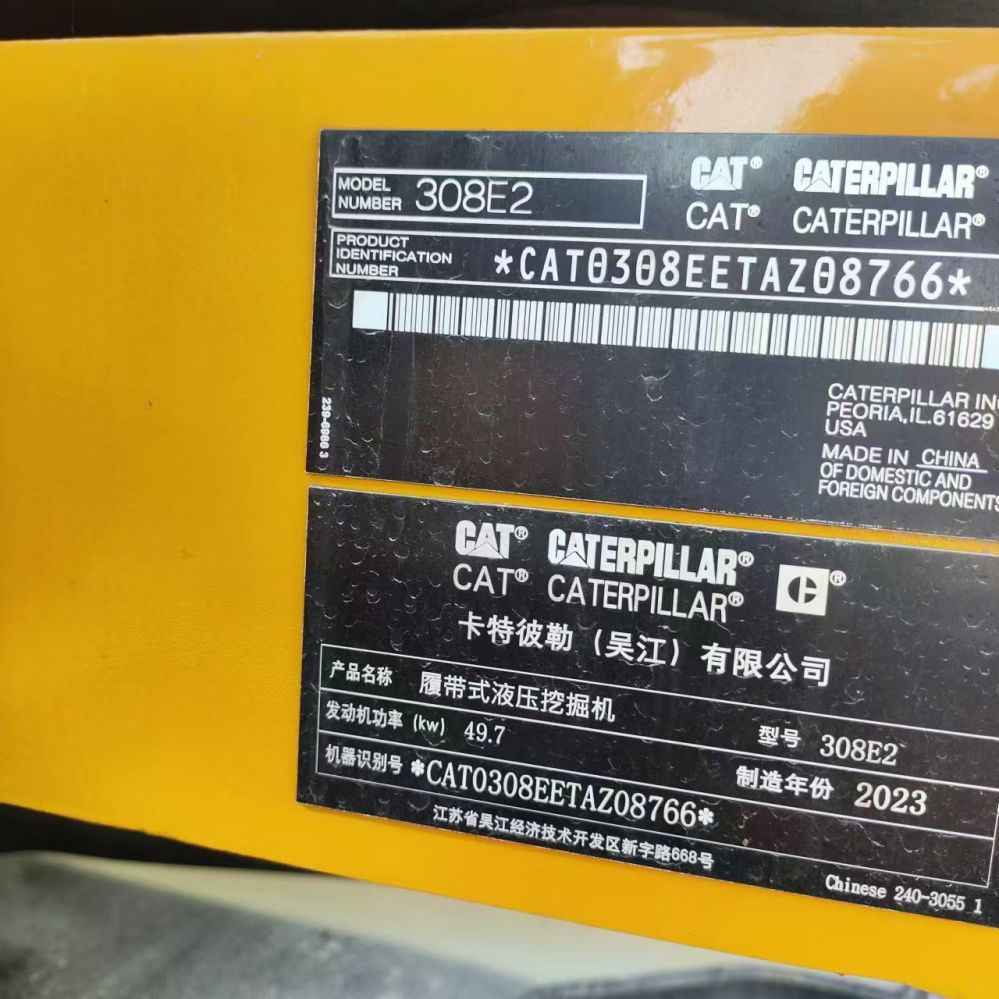 CAT® CATERPILLAR®
MODEL NUMBER 308E2
CAT® CATERPILLAR®
PRODUCT IDENTIFICATION NUMBER *CAT0308EETAZ08766*
CATERPILLAR INC
PEORIA,IL.61629
USA
MADE IN CHINA
OF DOMESTIC AND
FOREIGN COMPONENTS
239-6966 3
CAT® CATERPILLAR®
CAT® CATERPILLAR®
卡特彼勒（吴江）有限公司
产品名称 履带式液压挖掘机
发动机功率 (kw) 49.7 型号 308E2
机器识别号 *CAT0308EETAZ08766* 制造年份 2023
江苏省吴江经济技术开发区新字路668号
Chinese 240-3055 1